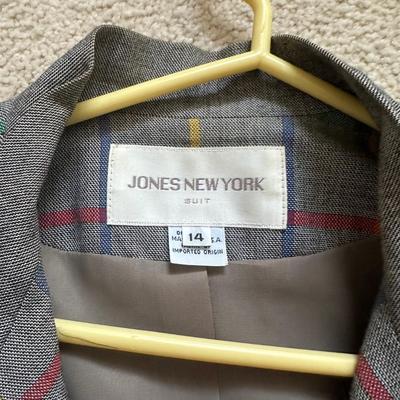 JONES NEW YORK
SUIT
14
IMPORTED ORIGIN